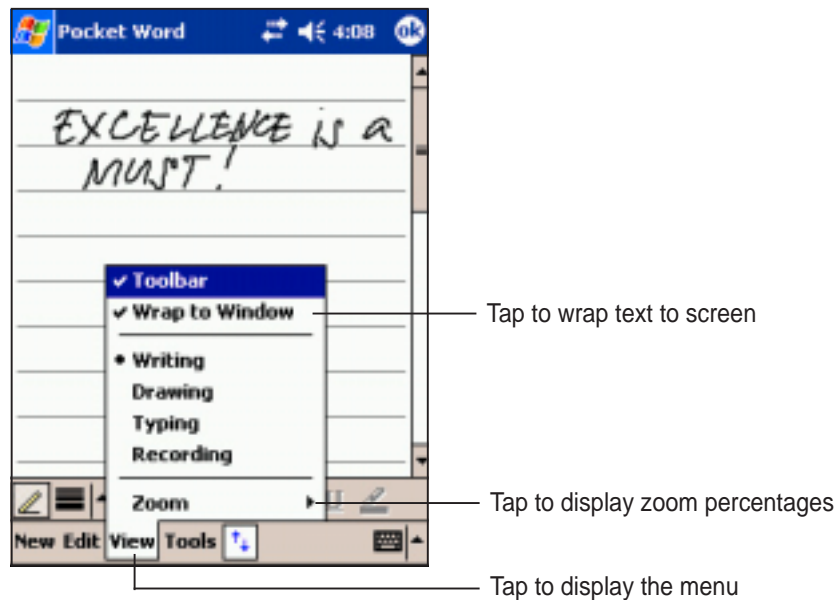 Pocket Word 4:08 ok
EXCELLENCE is a
MUST!
Toolbar
Wrap to Window
Tap to wrap text to screen
Writing
Drawing
Typing
Recording
Zoom
U
Tap to display zoom percentages
New Edit View Tools
Tap to display the menu